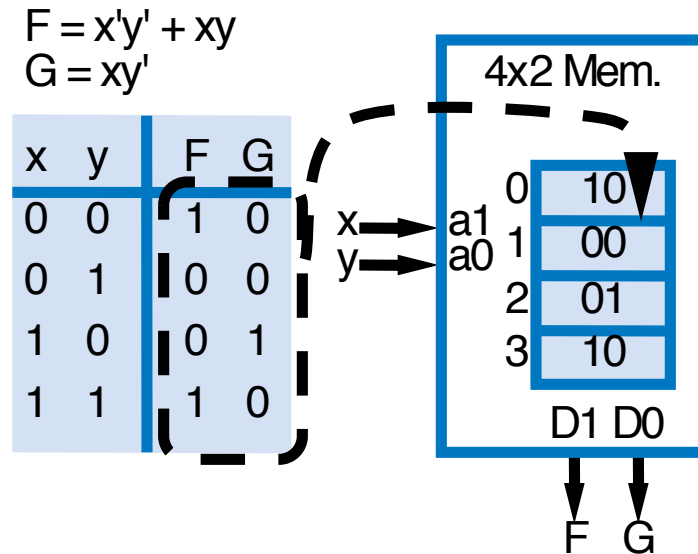 F = x'y' + xy
G = xy'
x y F G
0 0 1 0
0 1 0 0
1 0 0 1
1 1 1 0
4x2 Mem.
x a1
y a0
0 10
1 00
2 01
3 10
D1 D0
F G